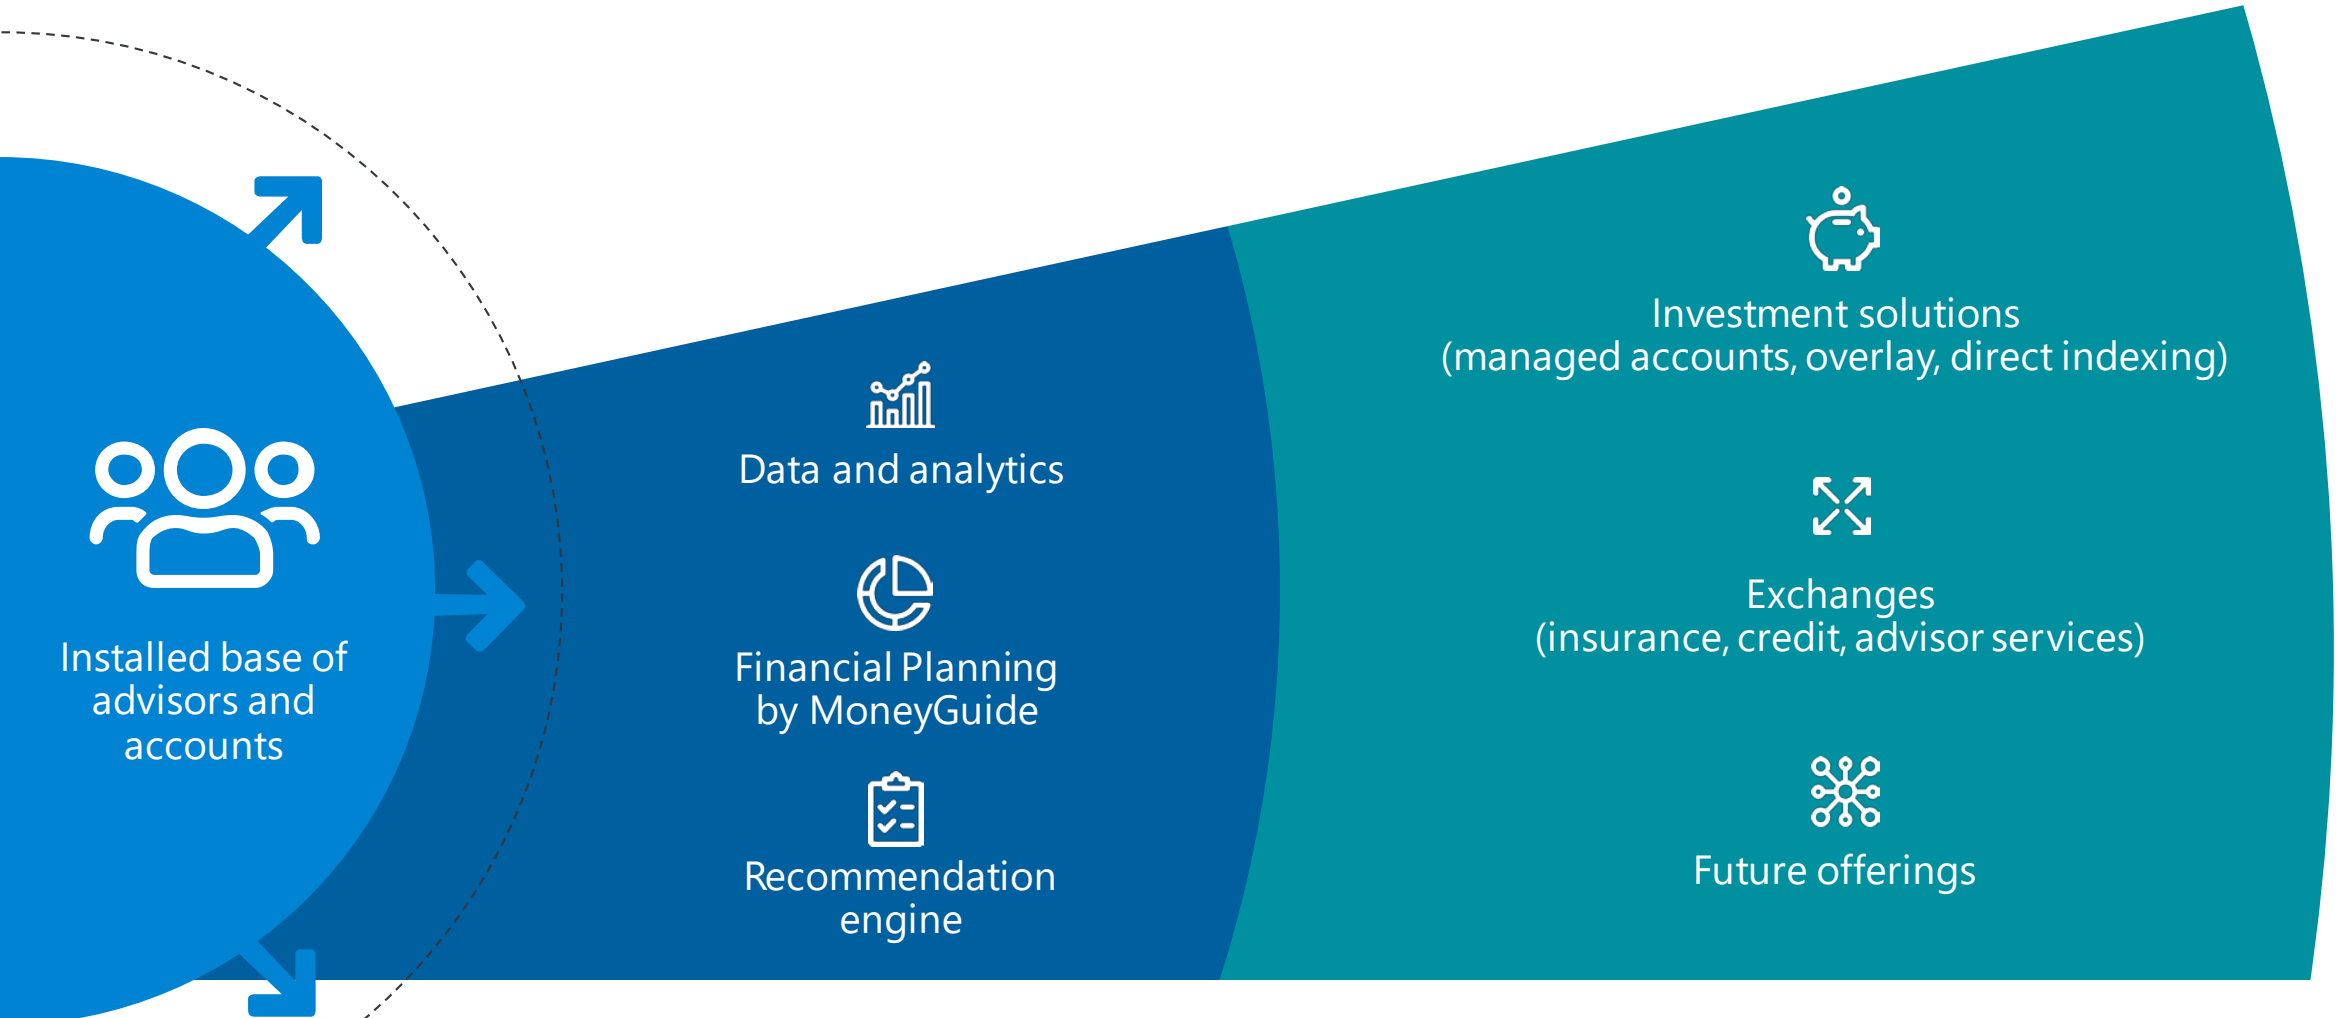 Installed base of
advisors and
accounts
Data and analytics
Financial Planning
by MoneyGuide
Recommendation
engine
Investment solutions
(managed accounts, overlay, direct indexing)
Exchanges
(insurance, credit, advisor services)
Future offerings